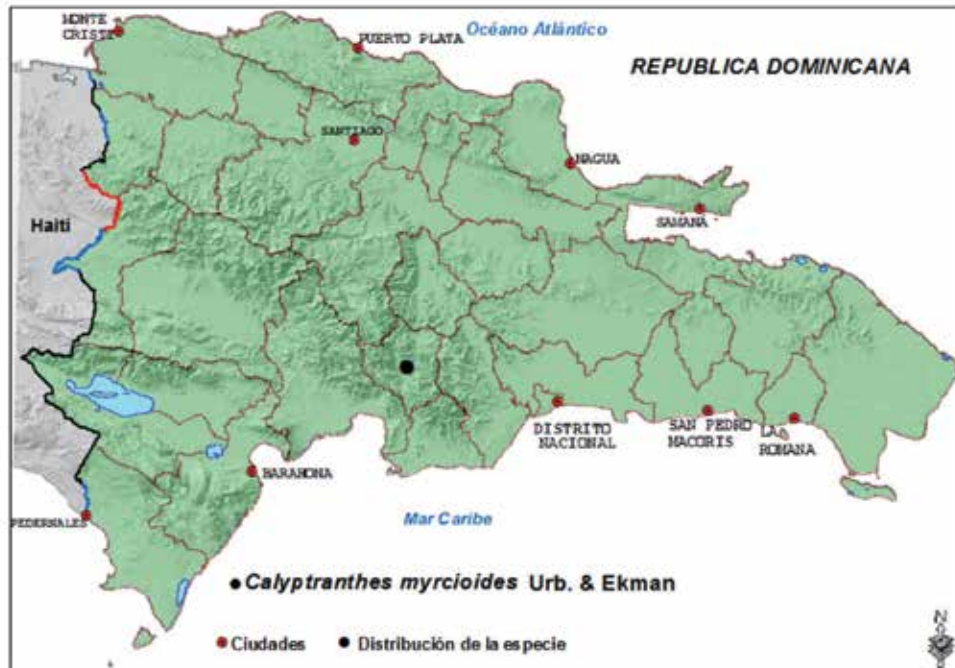 MONTE
CRISTI
PUERTO PLATA
Océano Atlántico
REPUBLICA DOMINICANA
SANTIAGO
NAGUA
SAMANA
Haití
DISTRITO
NACIONAL
SAN PEDRO
MACORIS
LA
ROMANA
BARAHONA
PEDERNALES
Mar Caribe
Calyptranthes myrcioides Urb. & Ekman
Ciudades
Distribución de la especie
N